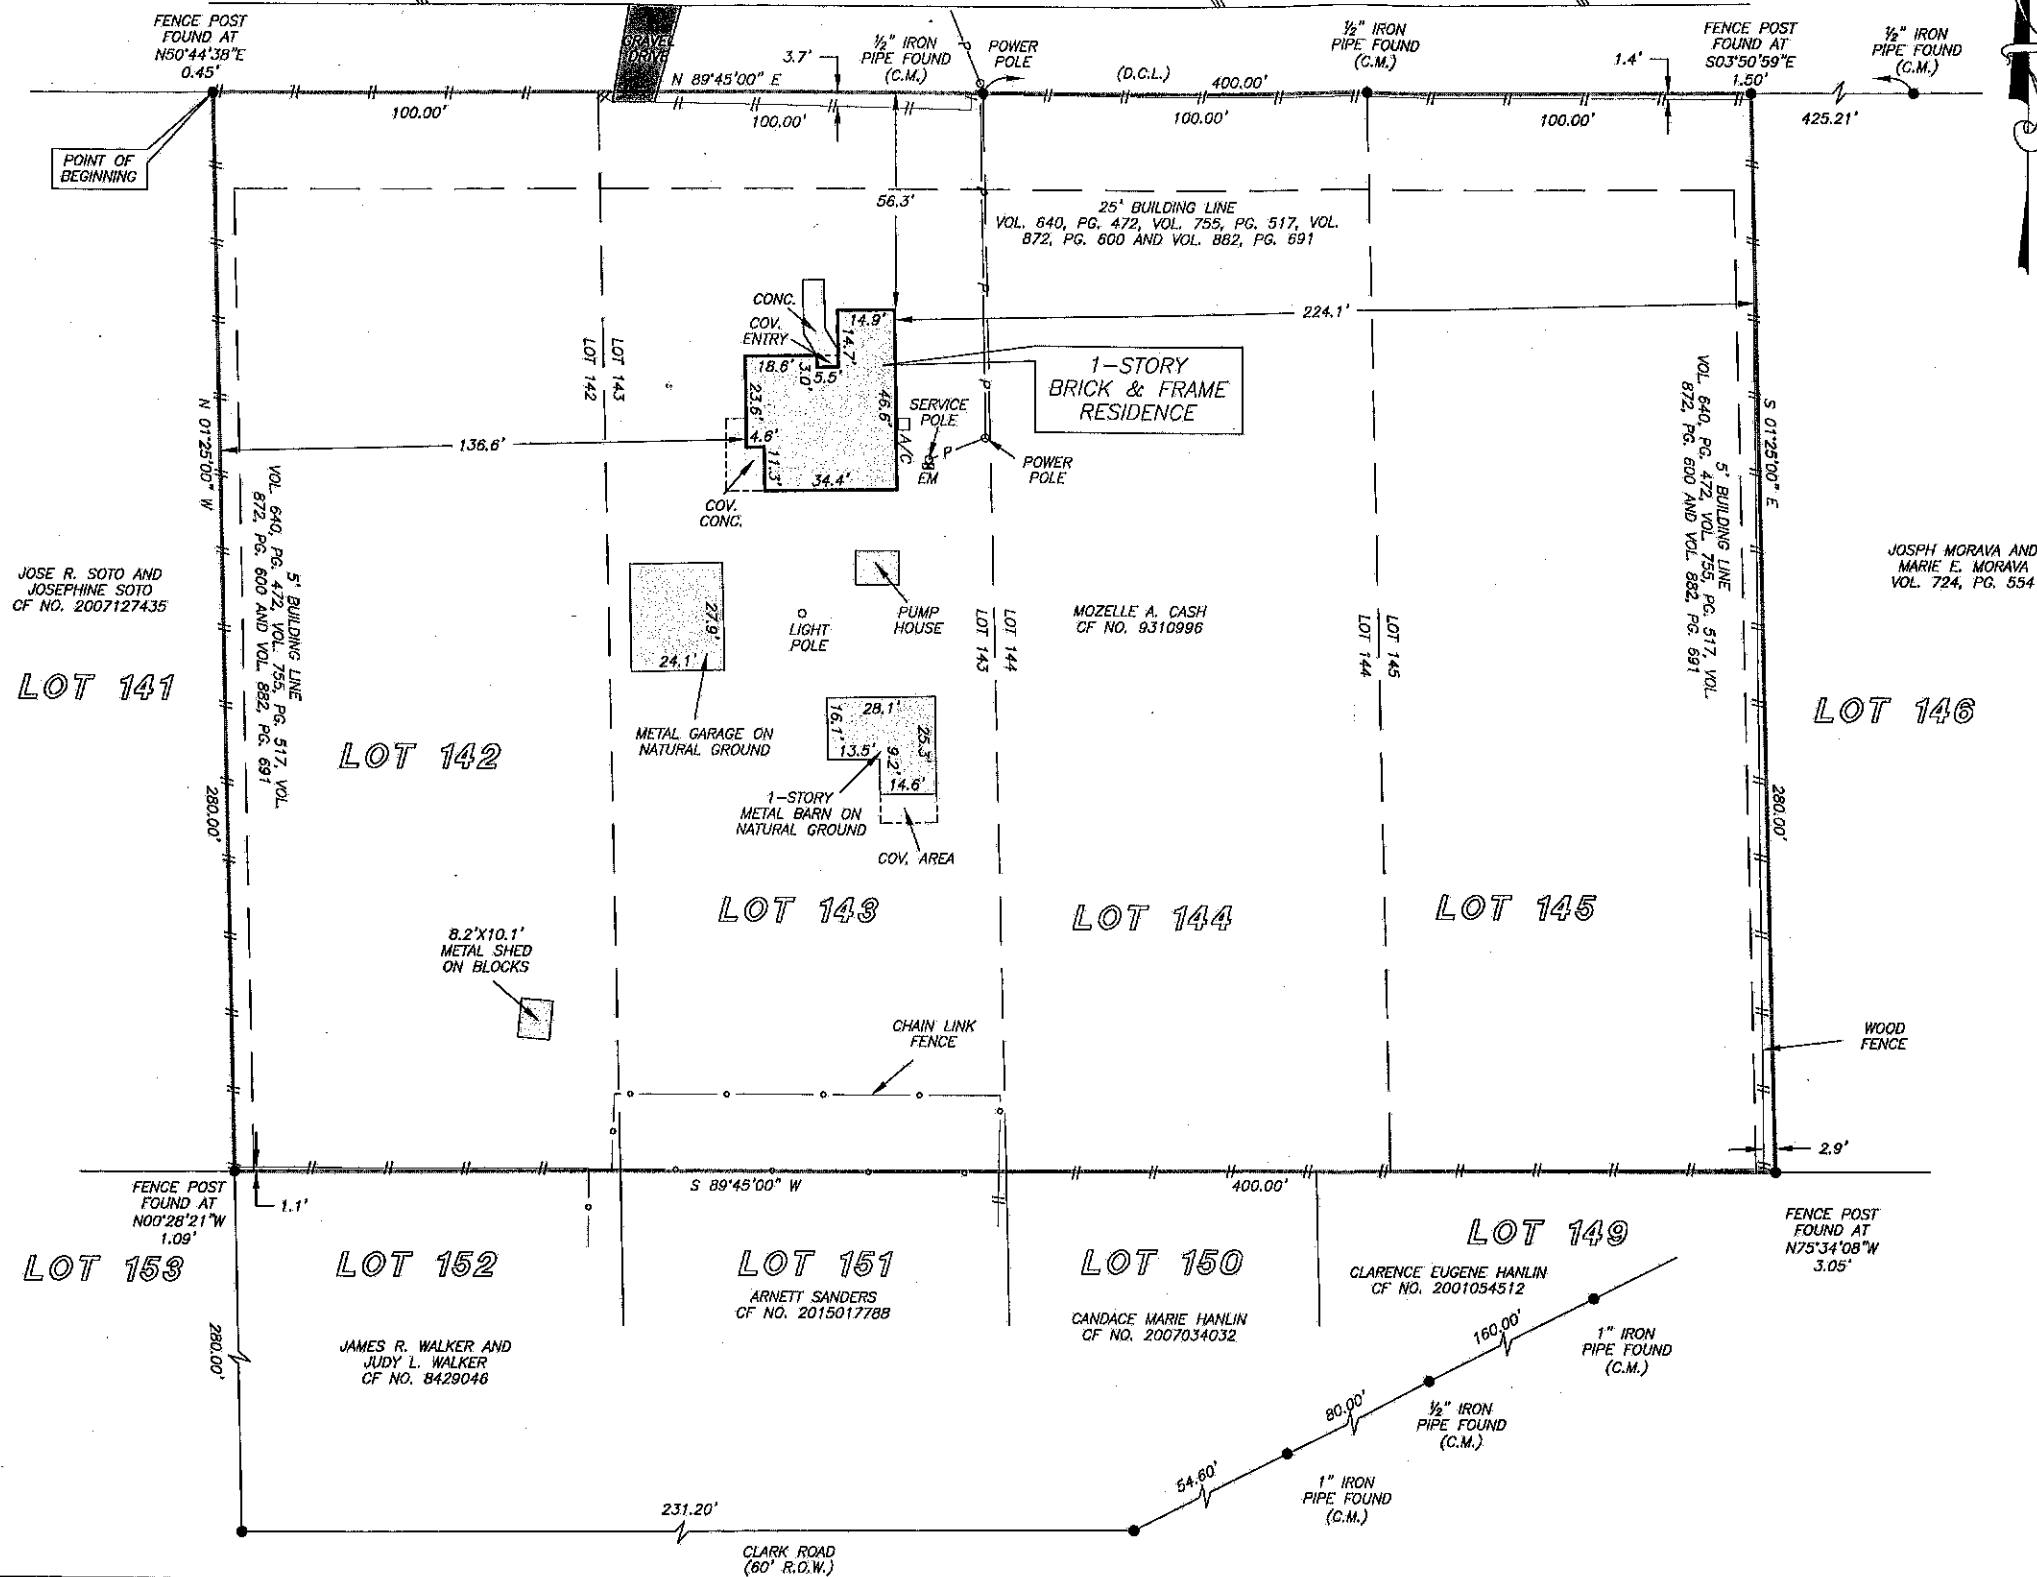 FENCE POST
FOUND AT
N50°44'38"E
0.45'
GRAVEL
DRIVE
3.7'
½" IRON
PIPE FOUND
(C.M.)
POWER
POLE
½" IRON
PIPE FOUND
(C.M.)
1.4'
FENCE POST
FOUND AT
S03°50'59"E
1.50'
½" IRON
PIPE FOUND
(C.M.)
N 89°45'00" E
(D.C.L.)
400.00'
100.00'
100.00'
100.00'
100.00'
425.21'
POINT OF
BEGINNING
P
56.3'
P
25' BUILDING LINE
VOL. 640, PG. 472, VOL. 755, PG. 517, VOL.
872, PG. 600 AND VOL. 882, PG. 691
P
CONC.
COV.
ENTRY
14.9'
14.7'
18.6'
3.0'
5.5'
23.6'
46.6'
4.6'
11.3'
34.4'
224.1'
1-STORY
BRICK & FRAME
RESIDENCE
LOT 142
LOT 143
136.6'
SERVICE
POLE
A/C
P
P
EM
POWER
POLE
COV.
CONC.
N 01°25'00" W
S 01°25'00" E
5' BUILDING LINE
VOL. 640, PG. 472, VOL. 755, PG. 517, VOL.
872, PG. 600 AND VOL. 882, PG. 691
5' BUILDING LINE
VOL. 640, PG. 472, VOL. 755, PG. 517, VOL.
872, PG. 600 AND VOL. 882, PG. 691
JOSE R. SOTO AND
JOSEPHINE SOTO
CF NO. 2007127435
JOSPH MORAVA AND
MARIE E. MORAVA
VOL. 724, PG. 554
27.9'
24.1'
LIGHT
POLE
PUMP
HOUSE
LOT 143
LOT 144
MOZELLE A. CASH
CF NO. 9310996
LOT 144
LOT 145
LOT 141
LOT 142
LOT 146
METAL GARAGE ON
NATURAL GROUND
28.1'
16.1'
25.3'
13.5'
9.2'
14.6'
1-STORY
METAL BARN ON
NATURAL GROUND
COV. AREA
280.00'
280.00'
LOT 143
LOT 144
LOT 145
8.2'X10.1'
METAL SHED
ON BLOCKS
CHAIN LINK
FENCE
WOOD
FENCE
2.9'
1.1'
S 89°45'00" W
400.00'
FENCE POST
FOUND AT
N00°28'21"W
1.09'
FENCE POST
FOUND AT
N75°34'08"W
3.05'
LOT 153
LOT 152
LOT 151
LOT 150
LOT 149
ARNETT SANDERS
CF NO. 2015017788
CLARENCE EUGENE HANLIN
CF NO. 2001054512
CANDACE MARIE HANLIN
CF NO. 2007034032
JAMES R. WALKER AND
JUDY L. WALKER
CF NO. 8429046
280.00'
160.00'
1" IRON
PIPE FOUND
(C.M.)
80.00'
½" IRON
PIPE FOUND
(C.M.)
54.60'
1" IRON
PIPE FOUND
(C.M.)
231.20'
CLARK ROAD
(60' R.O.W.)